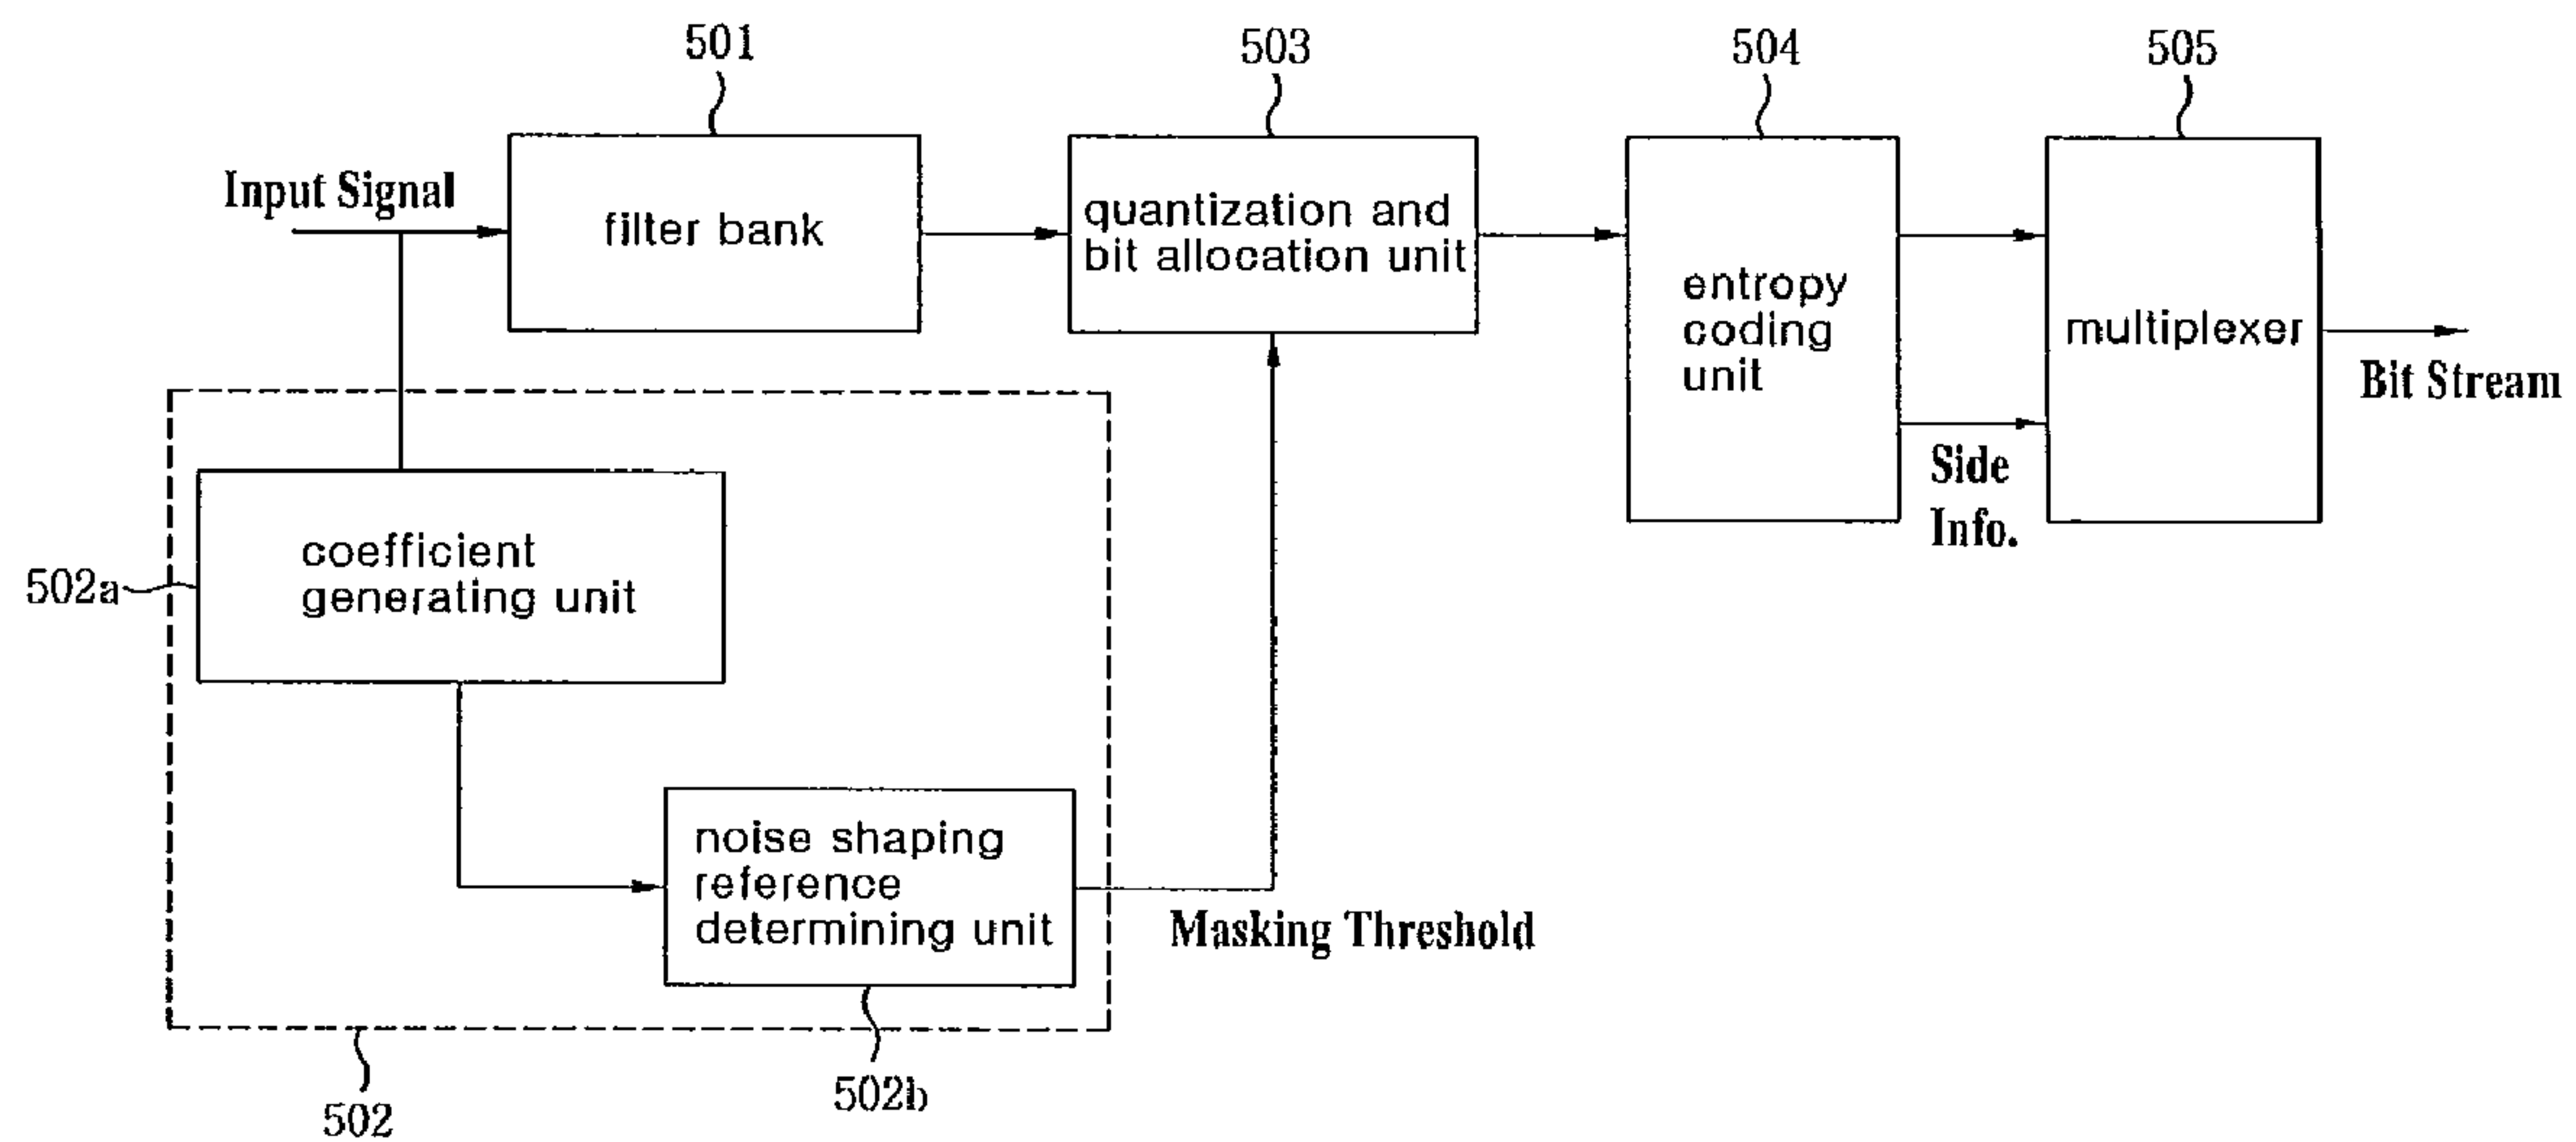 501
503
504
505
Input Signal
filter bank
quantization and
bit allocation unit
entropy
coding
unit
multiplexer
Bit Stream
Side
Info.
coefficient
generating unit
502a
noise shaping
reference
determining unit
Masking Threshold
502b
502